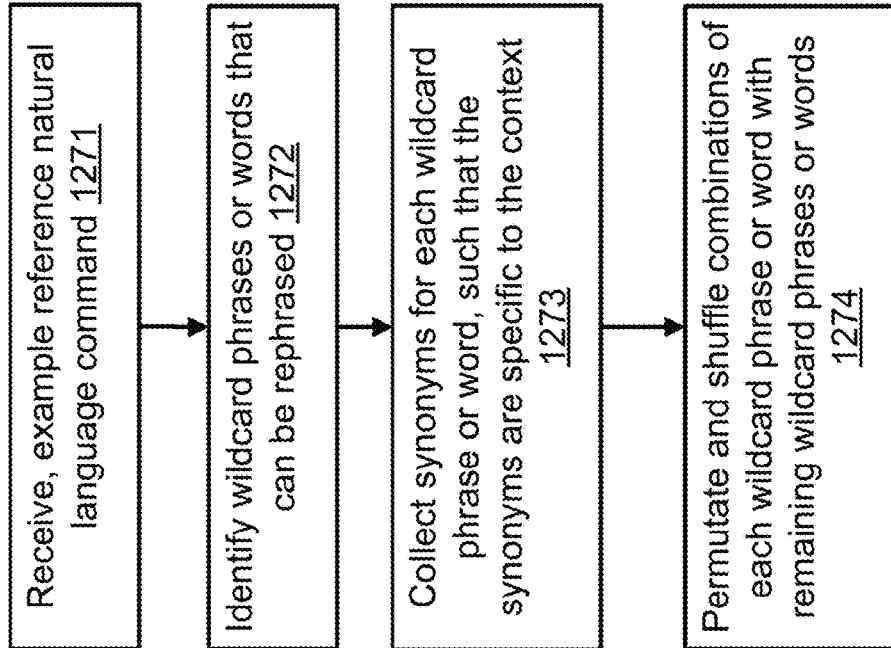 Receive, example reference natural
language command 1271
Identify wildcard phrases or words that
can be rephrased 1272
Collect synonyms for each wildcard
phrase or word, such that the
synonyms are specific to the context
1273
Permutate and shuffle combinations of
each wildcard phrase or word with
remaining wildcard phrases or words
1274